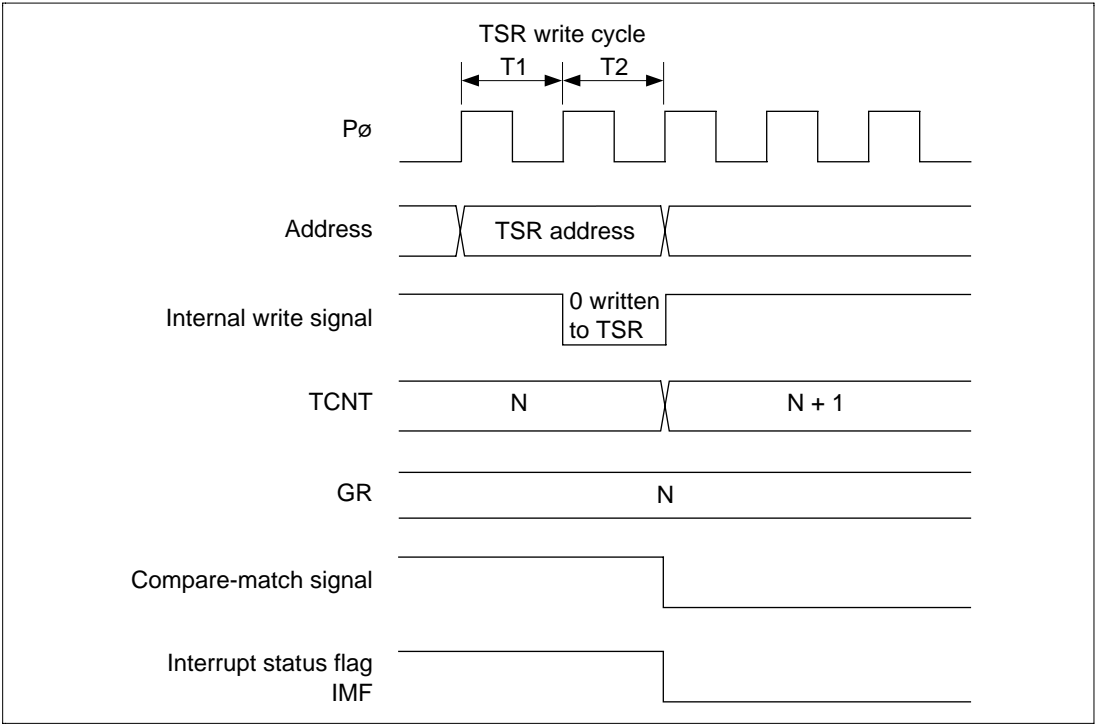 TSR write cycle
T1
T2
Pø
Address
TSR address
Internal write signal
0 written
to TSR
TCNT
N
N + 1
GR
N
Compare-match signal
Interrupt status flag
IMF